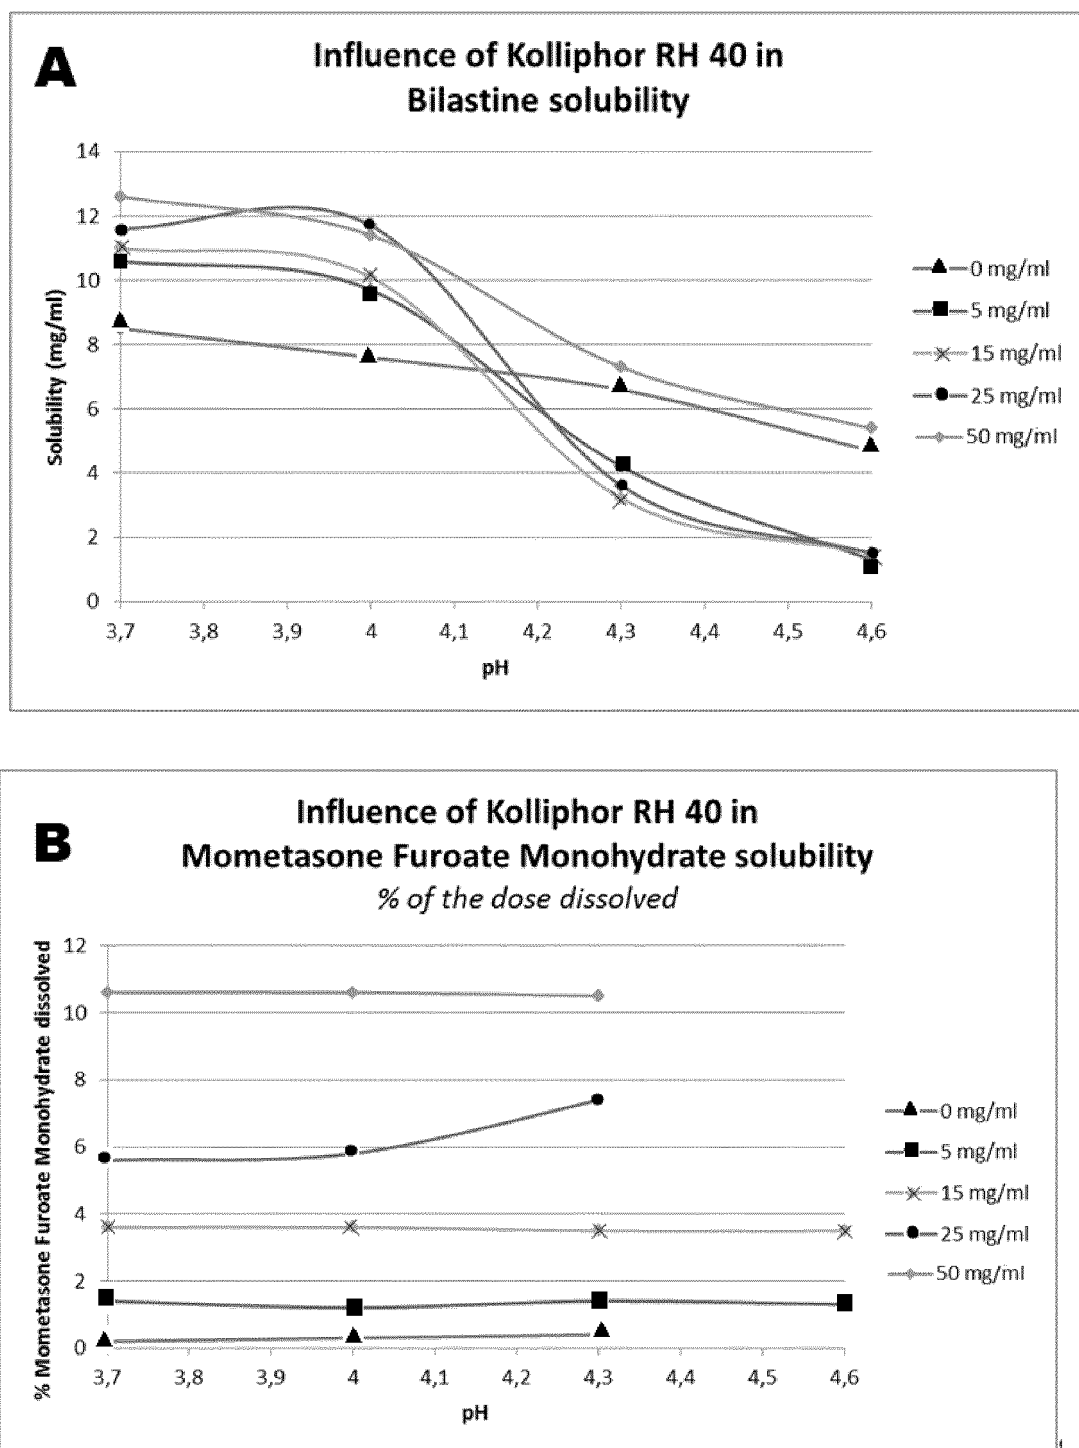 A
Influence of Kolliphor RH 40 in
Bilastine solubility
Solubility (mg/ml)
14
12
10
8
6
4
2
0
3,7 3,8 3,9 4 4,1 4,2 4,3 4,4 4,5 4,6
pH
0 mg/ml
5 mg/ml
15 mg/ml
25 mg/ml
50 mg/ml
B
Influence of Kolliphor RH 40 in
Mometasone Furoate Monohydrate solubility
% of the dose dissolved
% Mometasone Furoate Monohydrate dissolved
12
10
8
6
4
2
0
3,7 3,8 3,9 4 4,1 4,2 4,3 4,4 4,5 4,6
pH
0 mg/ml
5 mg/ml
15 mg/ml
25 mg/ml
50 mg/ml